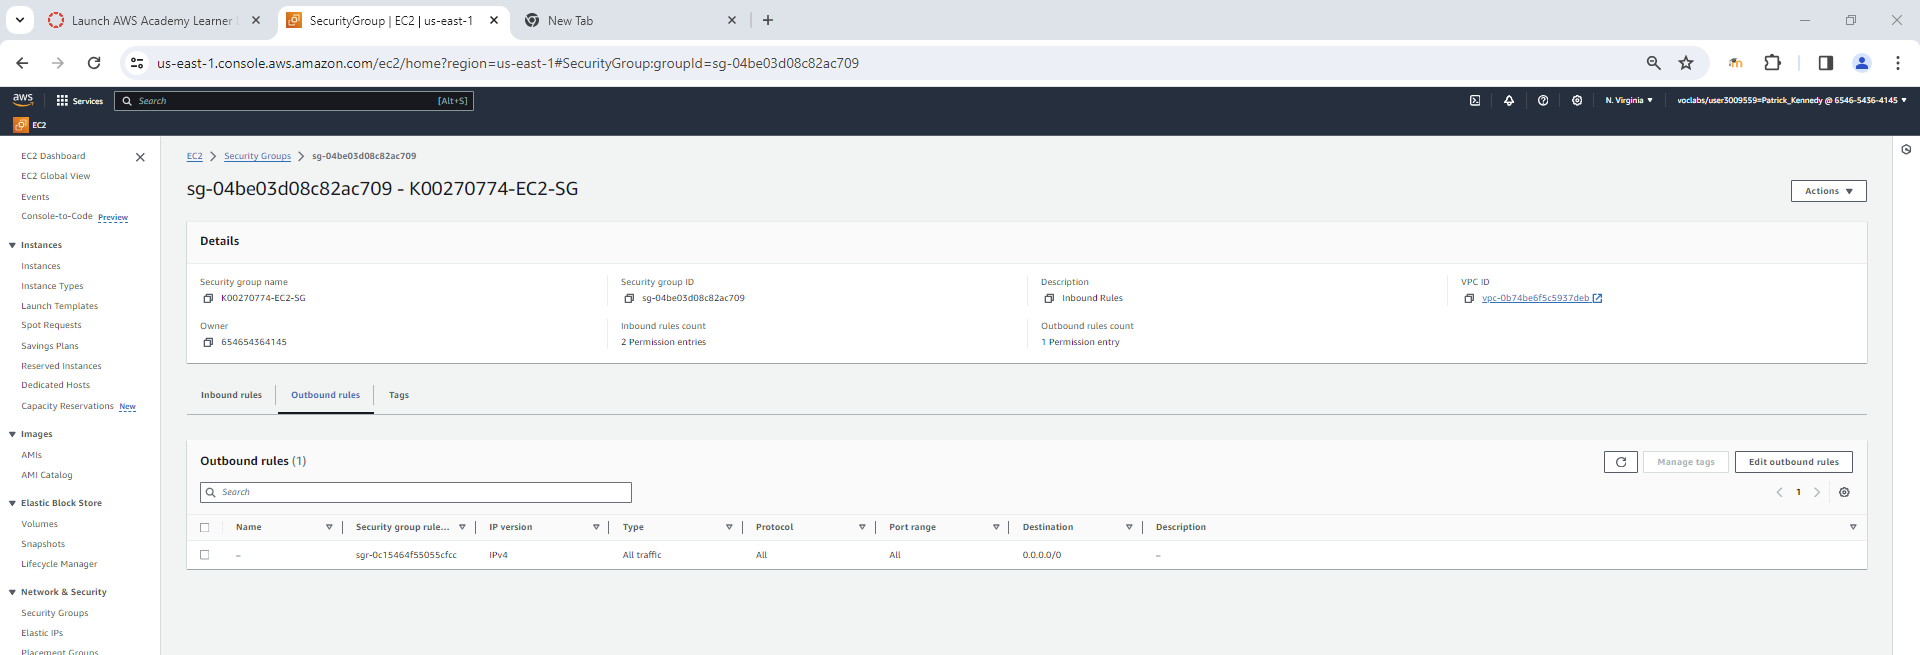 Launch AWS Academy Learner
SecurityGroup | EC2 | us-east-1
New Tab
us-east-1.console.aws.amazon.com/ec2/home?region=us-east-1#SecurityGroup:groupId=sg-04be03d08c82ac709
aws
Services
Search
[Alt+S]
N. Virginia
voclabs/user3009559=Patrick_Kennedy @ 6546-5436-4145
EC2
EC2 Dashboard
EC2 Global View
Events
Console-to-Code Preview
Instances
Instances
Instance Types
Launch Templates
Spot Requests
Savings Plans
Reserved Instances
Dedicated Hosts
Capacity Reservations New
Images
AMIs
AMI Catalog
Elastic Block Store
Volumes
Snapshots
Lifecycle Manager
Network & Security
Security Groups
Elastic IPs
Placement Groups
EC2 > Security Groups > sg-04be03d08c82ac709
sg-04be03d08c82ac709 - K00270774-EC2-SG
Actions
Details
Security group name
K00270774-EC2-SG
Security group ID
sg-04be03d08c82ac709
Description
Inbound Rules
VPC ID
vpc-0b74be6f5c5937deb
Owner
654654364145
Inbound rules count
2 Permission entries
Outbound rules count
1 Permission entry
Inbound rules
Outbound rules
Tags
Outbound rules (1)
Manage tags
Edit outbound rules
Search
1
Name Security group rule... IP version Type Protocol Port range Destination Description
– sgr-0c15464f55055cfcc IPv4 All traffic All All 0.0.0.0/0 –